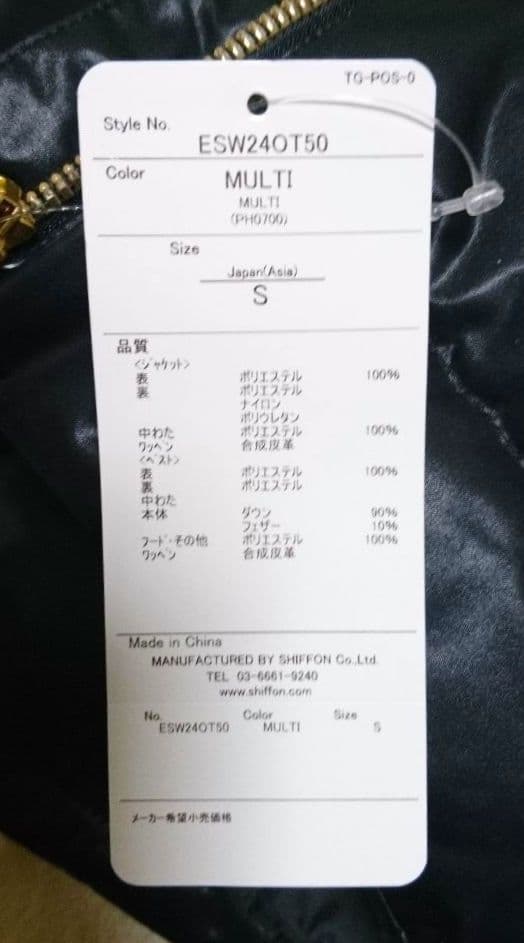 TG-POS-0
Style No.
ESW24OT50
Color
MULTI
MULTI
(PH0700)
Size
Japan(Asia)
S
品質
<ｼﾞｬｹｯﾄ>
表 ポリエステル 100%
裏 ポリエステル
ナイロン
ポリウレタン
中わた ポリエステル 100%
ﾜｯﾍﾟﾝ 合成皮革
<ﾍﾞｽﾄ>
表 ポリエステル 100%
裏 ポリエステル
中わた
本体 ダウン 90%
フェザー 10%
ﾌｰﾄﾞ･その他 ポリエステル 100%
ﾜｯﾍﾟﾝ 合成皮革
Made in China
MANUFACTURED BY SHIFFON Co.,Ltd.
TEL 03-6661-9240
www.shiffon.com
No. Color Size
ESW24OT50 MULTI S
メーカー希望小売価格